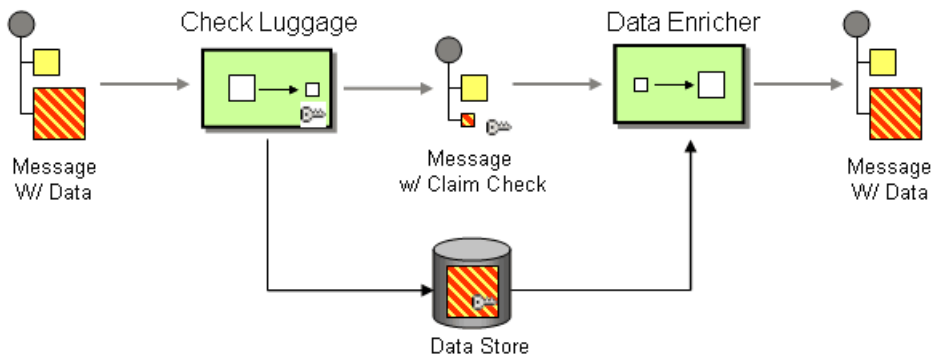 Check Luggage
Data Enricher
Message
W/ Data
Message
w/ Claim Check
Message
W/ Data
Data Store